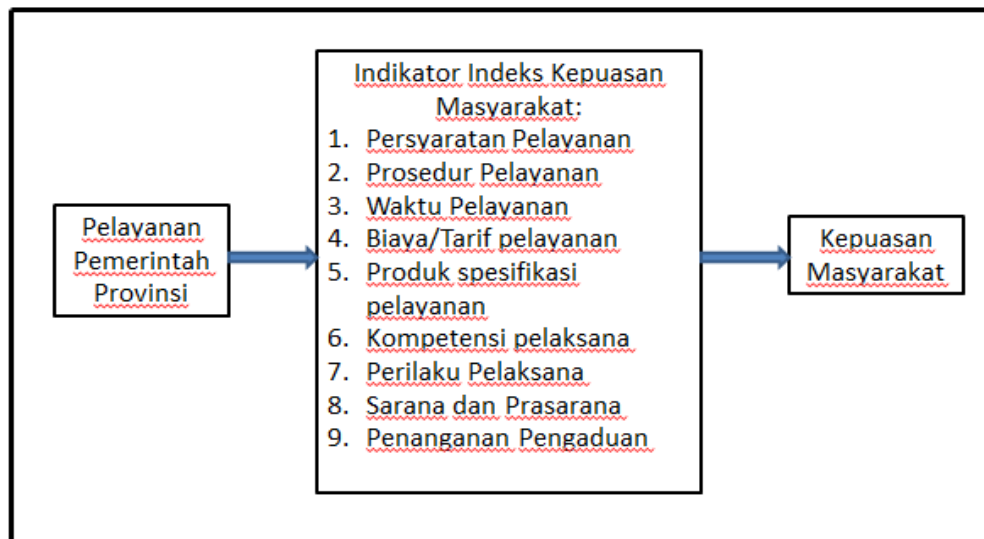 Pelayanan
Pemerintah
Provinsi
Indikator Indeks Kepuasan
Masyarakat:
1. Persyaratan Pelayanan
2. Prosedur Pelayanan
3. Waktu Pelayanan
4. Biaya/Tarif pelayanan
5. Produk spesifikasi
pelayanan
6. Kompetensi pelaksana
7. Perilaku Pelaksana
8. Sarana dan Prasarana
9. Penanganan Pengaduan
Kepuasan
Masyarakat